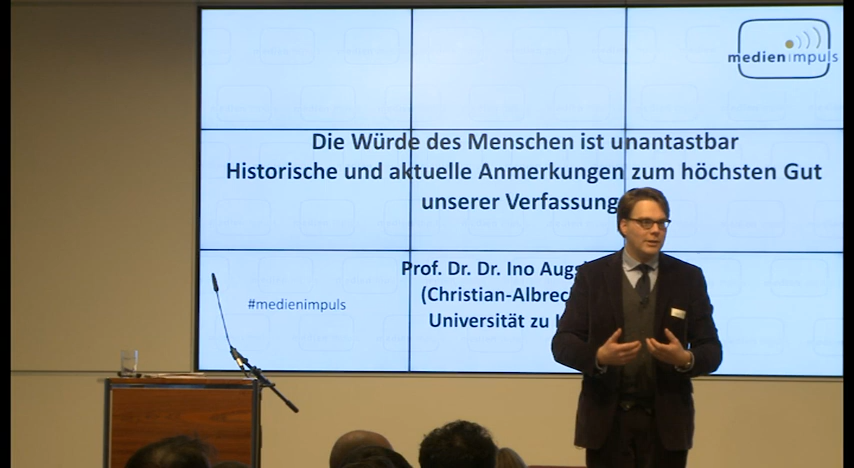 medienimpuls
Die Würde des Menschen ist unantastbar
Historische und aktuelle Anmerkungen zum höchsten Gut
unserer Verfassung
Prof. Dr. Dr. Ino
(Christian-
Universität zu
#medienimpuls